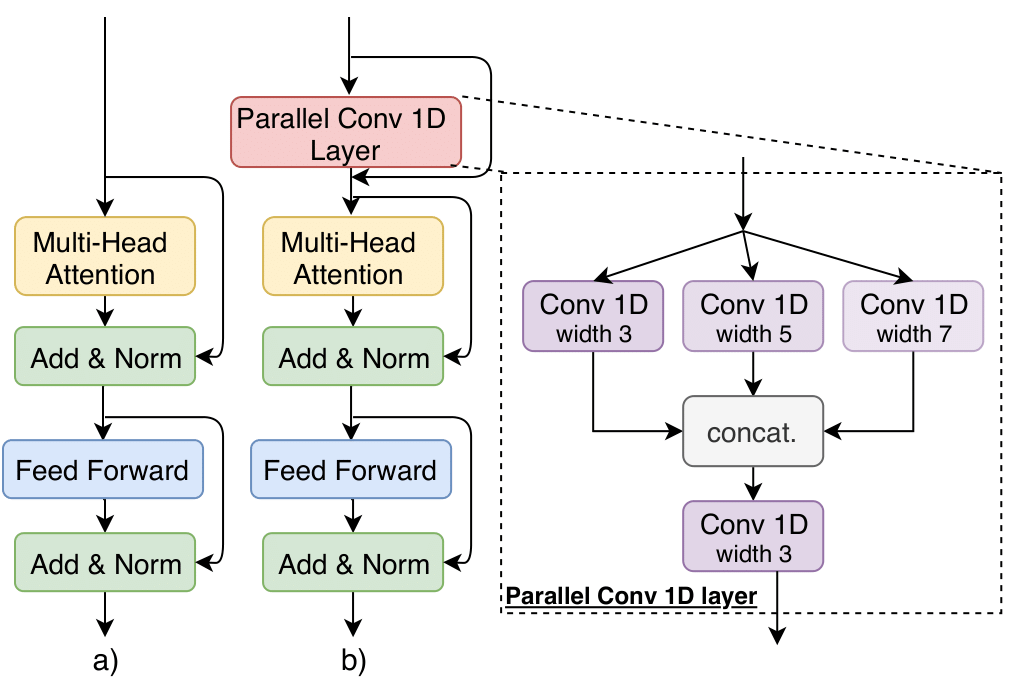 Parallel Conv 1D
Layer
Multi-Head
Attention
Add & Norm
Feed Forward
Add & Norm
a)
Multi-Head
Attention
Add & Norm
Feed Forward
Add & Norm
b)
Conv 1D
width 3
Conv 1D
width 5
Conv 1D
width 7
concat.
Conv 1D
width 3
Parallel Conv 1D layer